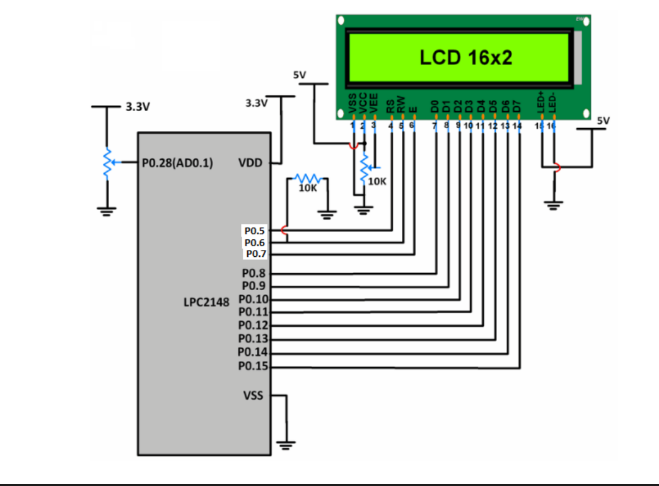 LCD 16x2
5V
VSS
VCC
VEE
RS
RW
E
D0
D1
D2
D3
D4
D5
D6
D7
LED+
LED-
1
2
3
4
5
6
7
8
9
10
11
12
13
14
15
16
5V
3.3V
3.3V
P0.28(AD0.1)
VDD
10K
10K
P0.5
P0.6
P0.7
P0.8
P0.9
P0.10
LPC2148
P0.11
P0.12
P0.13
P0.14
P0.15
VSS